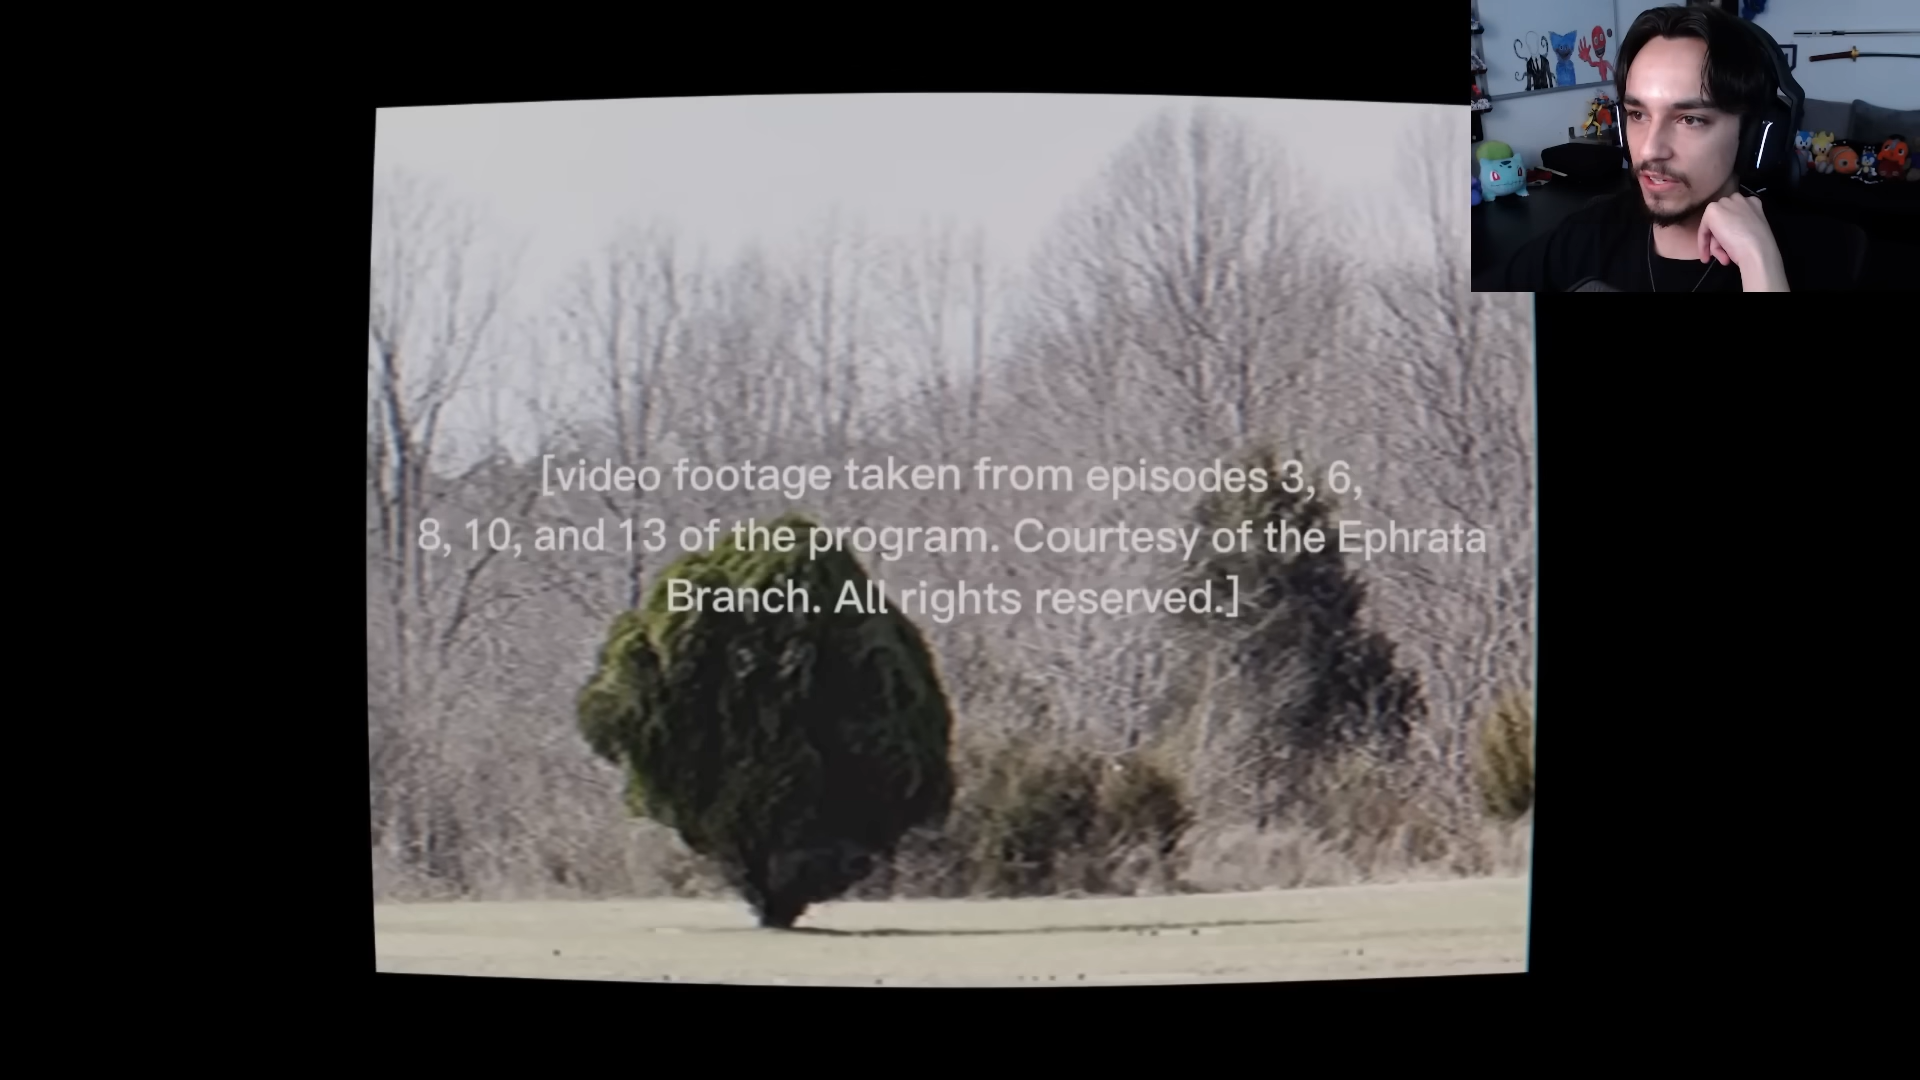 [video footage taken from episodes 3, 6,
8, 10, and 13 of the program. Courtesy of the Ephrata
Branch. All rights reserved.]